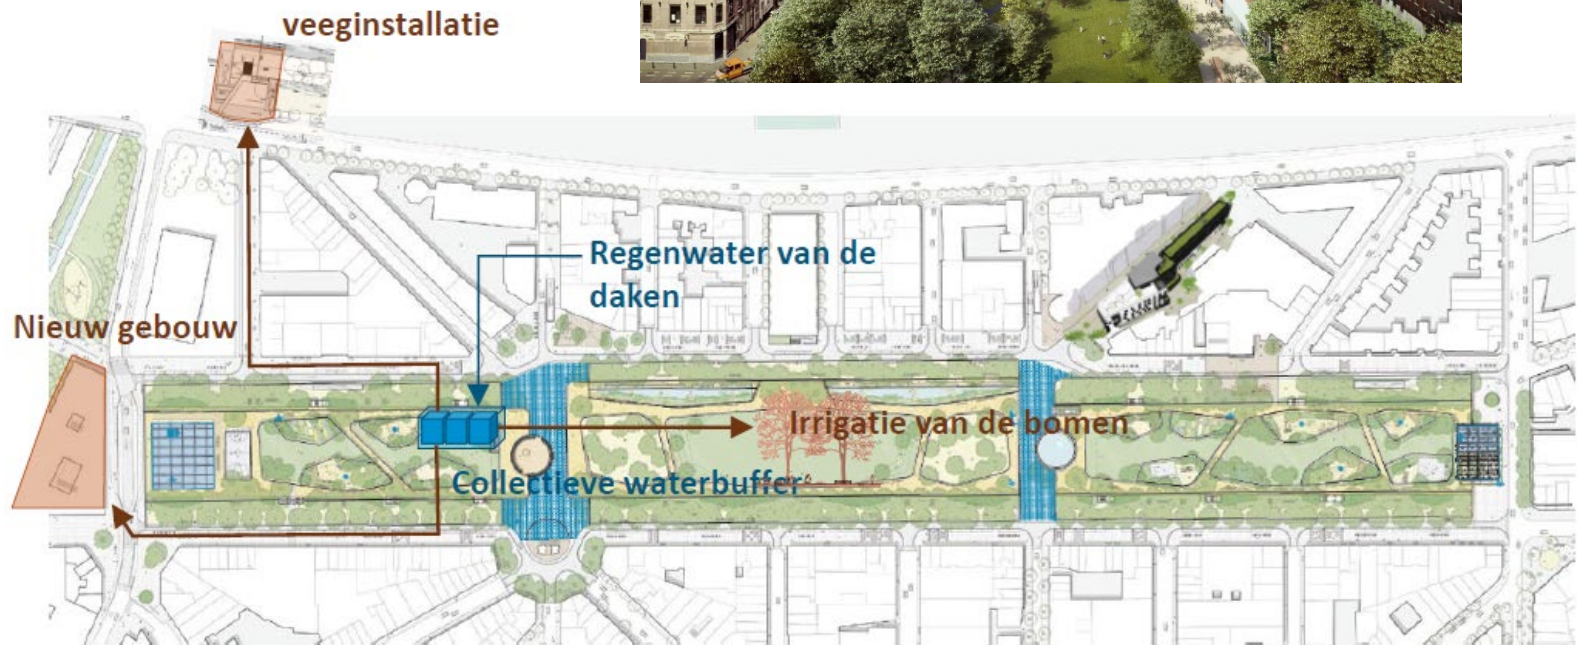 veeginstallatie
Regenwater van de
daken
Nieuw gebouw
Irrigatie van de bomen
Collectieve waterbuffer